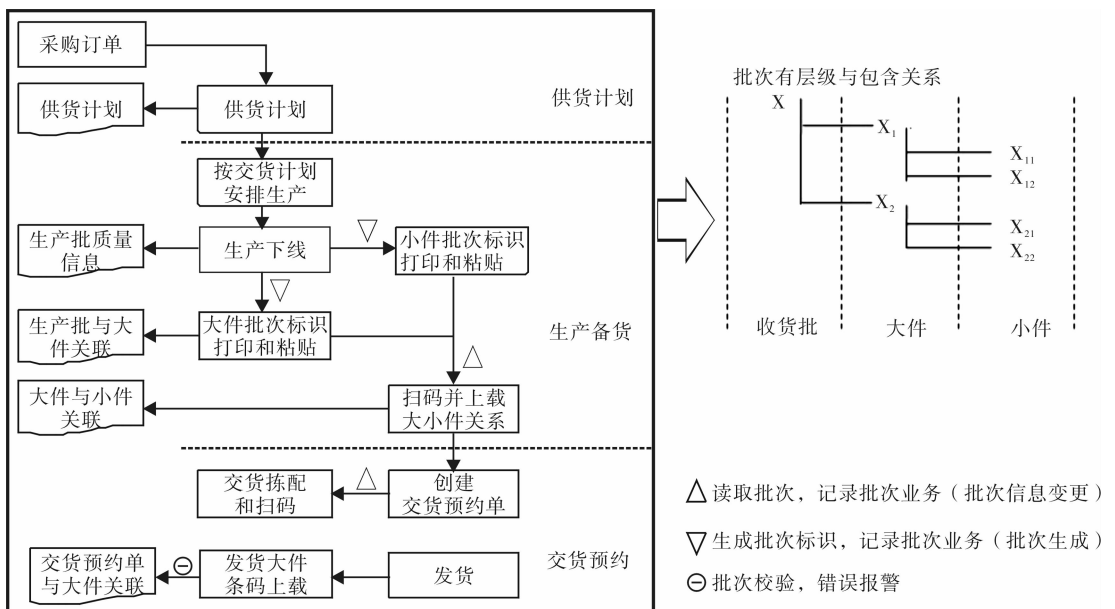 采购订单
供货计划
供货计划
供货计划
按交货计划
安排生产
生产批质量
信息
生产下线
小件批次标识
打印和粘贴
生产批与大
件关联
大件批次标识
打印和粘贴
生产备货
大件与小件
关联
扫码并上载
大小件关系
交货拣配
和扫码
创建
交货预约单
交货预约单
与大件关联
发货大件
条码上载
发货
交货预约
批次有层级与包含关系
X
X₁
X₁₁
X₁₂
X₂
X₂₁
X₂₂
收货批
大件
小件
△读取批次，记录批次业务（批次信息变更）
▽生成批次标识，记录批次业务（批次生成）
⊖批次校验，错误报警